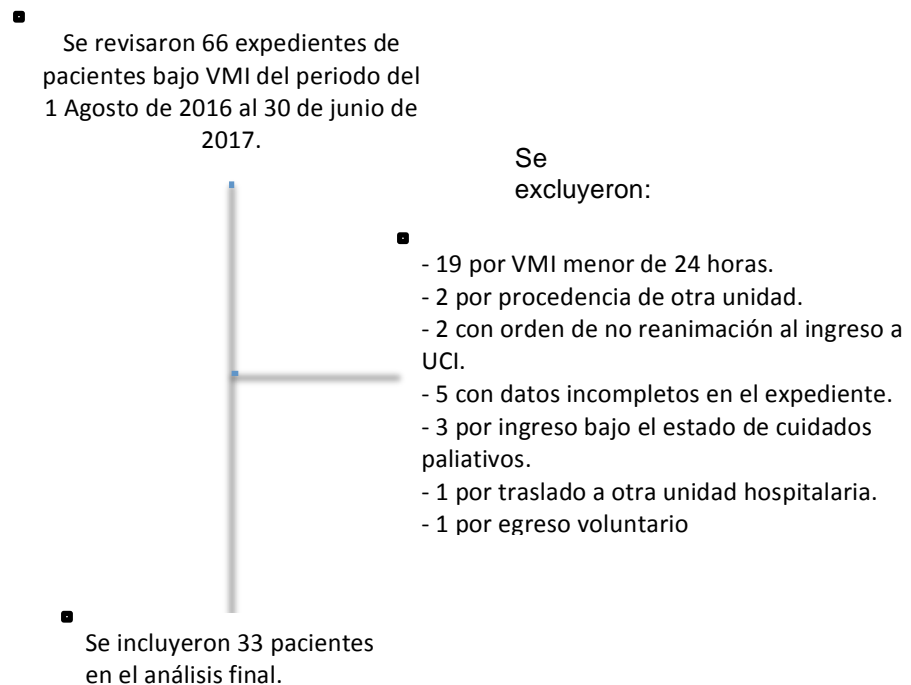 Se revisaron 66 expedientes de
pacientes bajo VMI del periodo del
1 Agosto de 2016 al 30 de junio de
2017.
Se
excluyeron:
- 19 por VMI menor de 24 horas.
- 2 por procedencia de otra unidad.
- 2 con orden de no reanimación al ingreso a
UCI.
- 5 con datos incompletos en el expediente.
- 3 por ingreso bajo el estado de cuidados
paliativos.
- 1 por traslado a otra unidad hospitalaria.
- 1 por egreso voluntario
Se incluyeron 33 pacientes
en el análisis final.